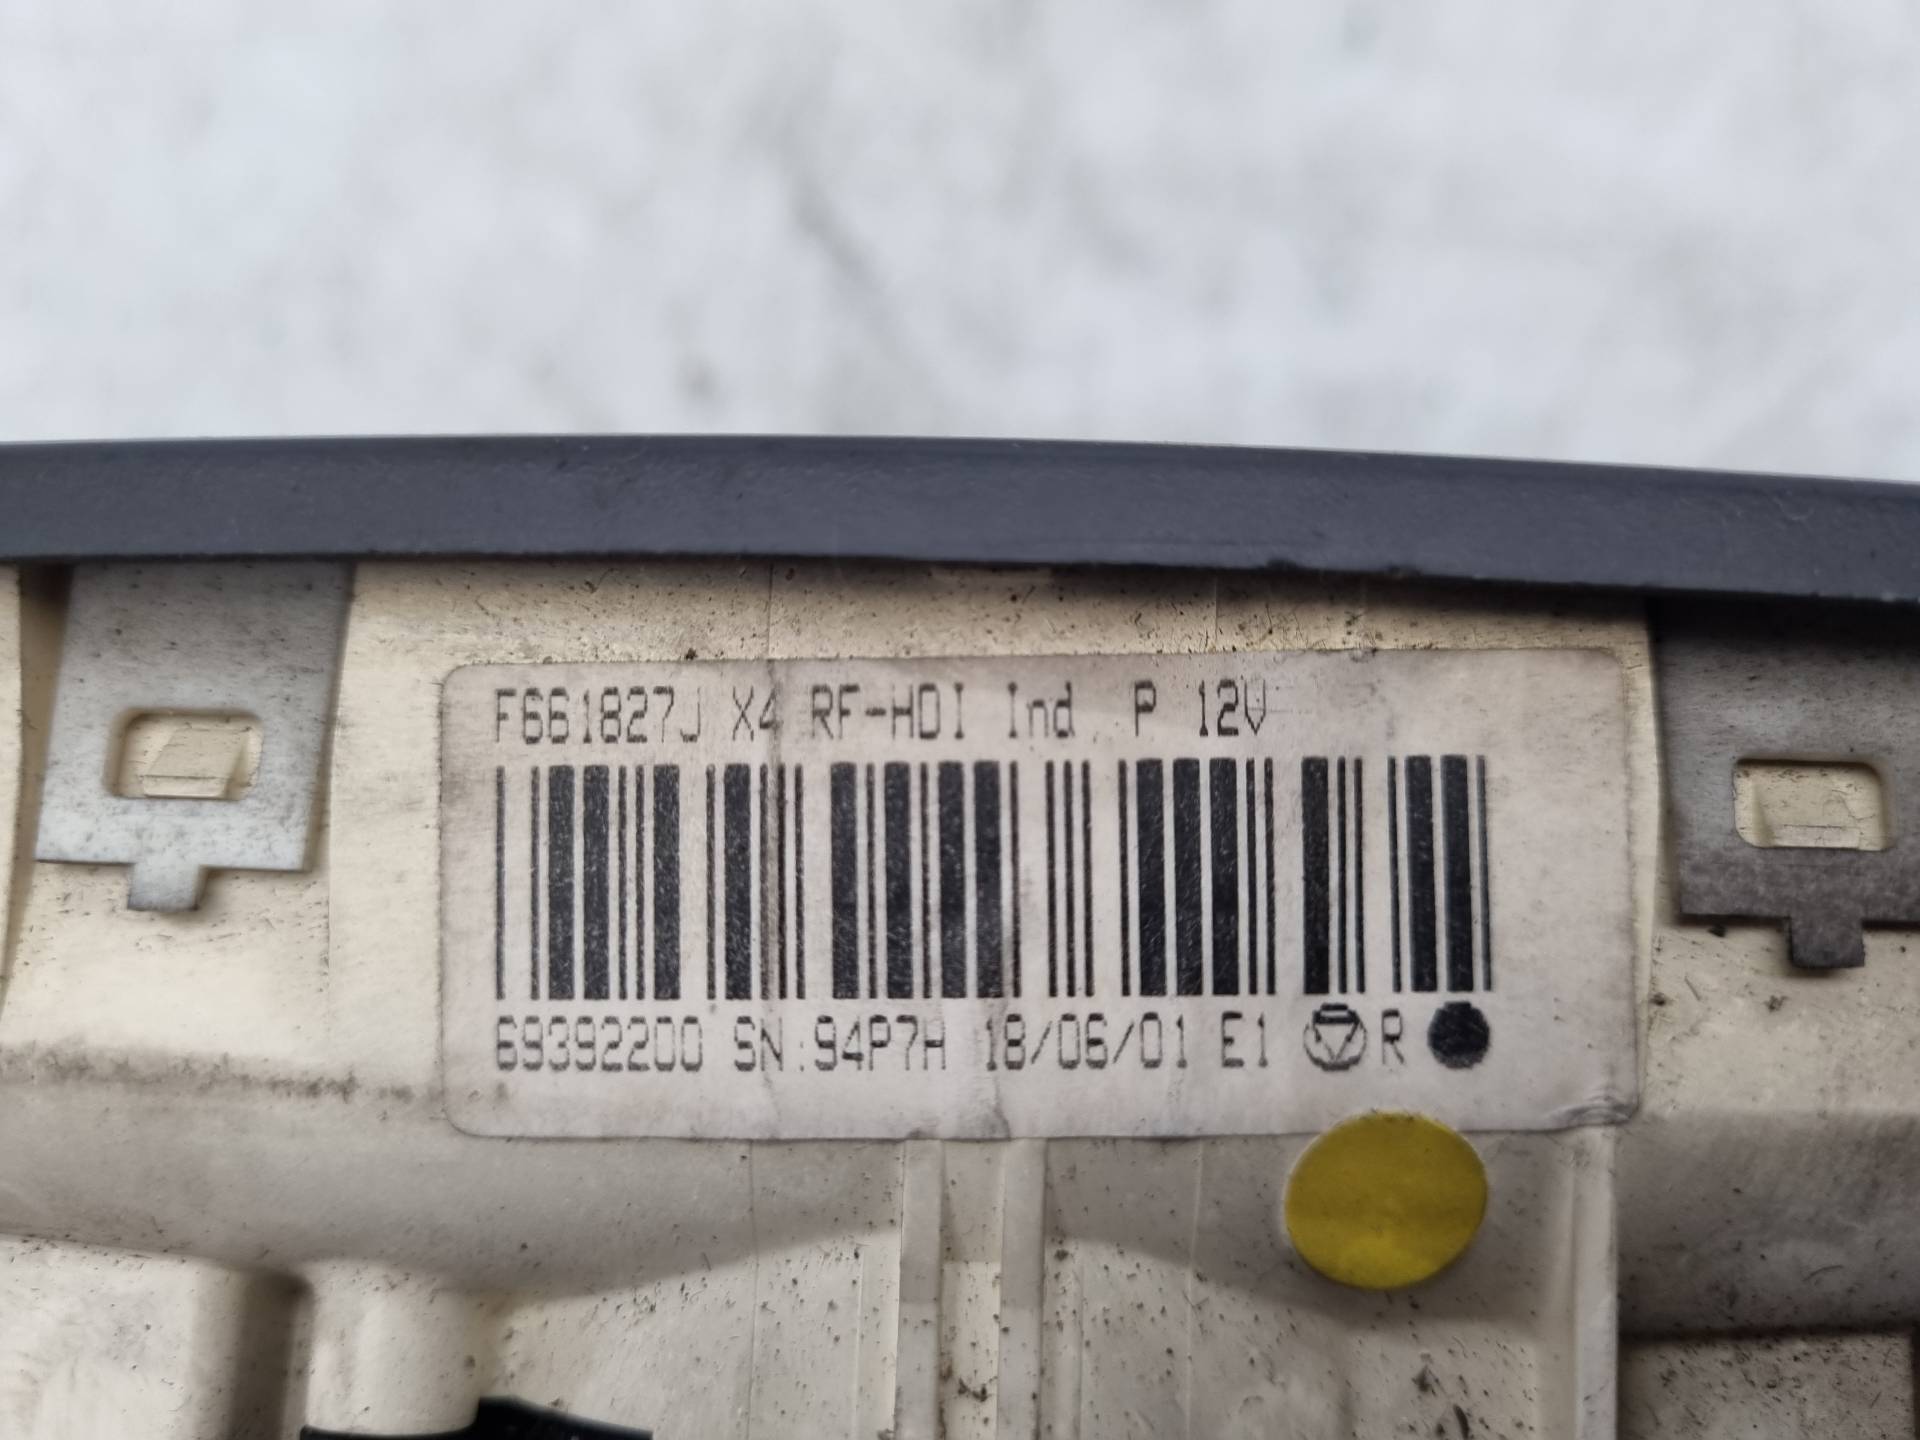 F661827J X4 RF-HDI Ind. P 12V
69392200 SN:94P7H 18/06/01 E1 R